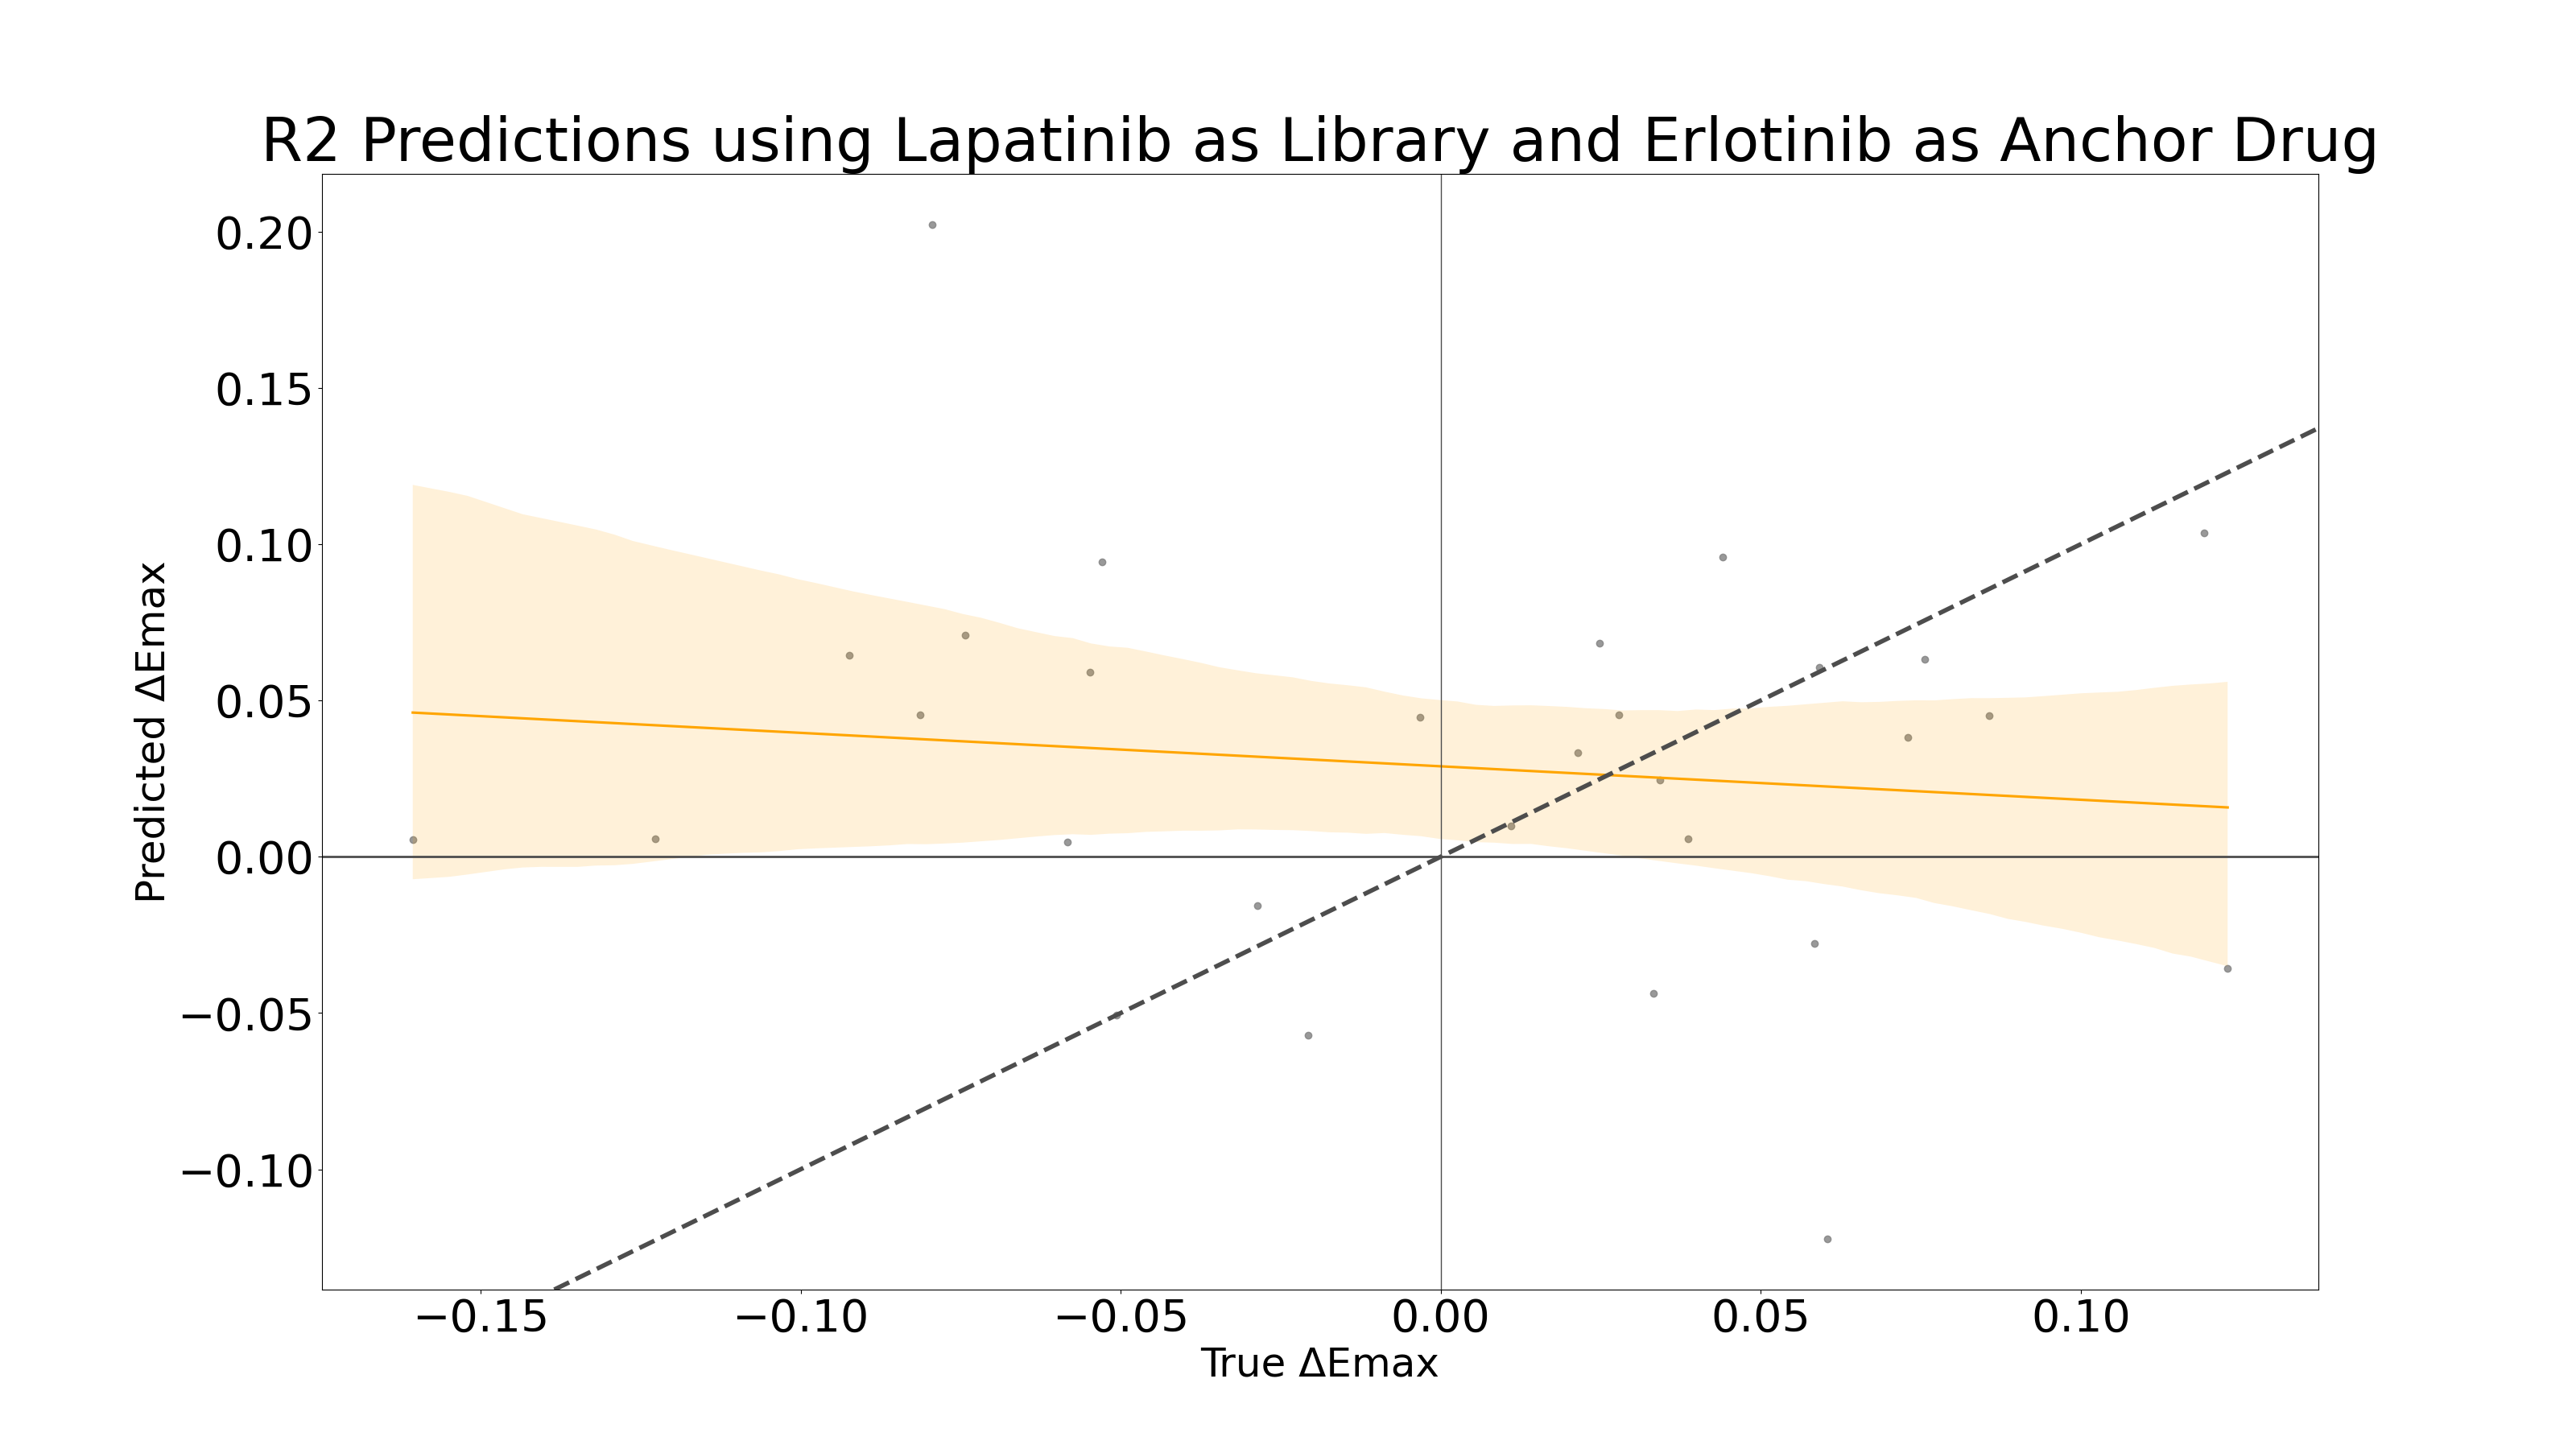 R2 Predictions using Lapatinib as Library and Erlotinib as Anchor Drug
0.20
0.15
0.10
0.05
0.00
−0.05
−0.10
Predicted ΔEmax
−0.15 −0.10 −0.05 0.00 0.05 0.10
True ΔEmax